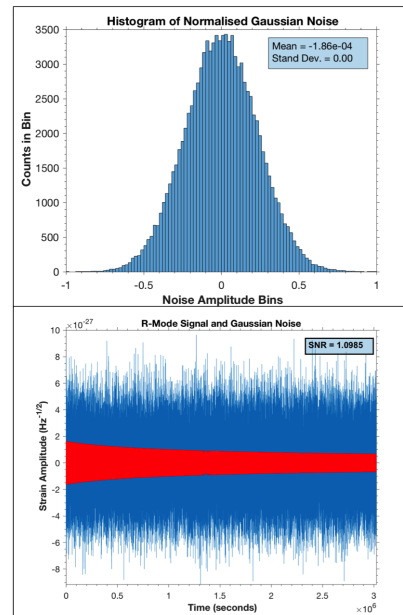 Histogram of Normalised Gaussian Noise
3500
Mean = -1.86e-04
Stand Dev. = 0.00
3000
2500
2000
1500
1000
500
0
Counts in Bin
-1 -0.5 0 0.5 1
Noise Amplitude Bins
×10⁻²⁷
R-Mode Signal and Gaussian Noise
SNR = 1.0985
10
8
6
4
2
0
-2
-4
-6
-8
Strain Amplitude (Hz⁻¹/²)
0 0.5 1 1.5 2 2.5 3
Time (seconds)
×10⁶